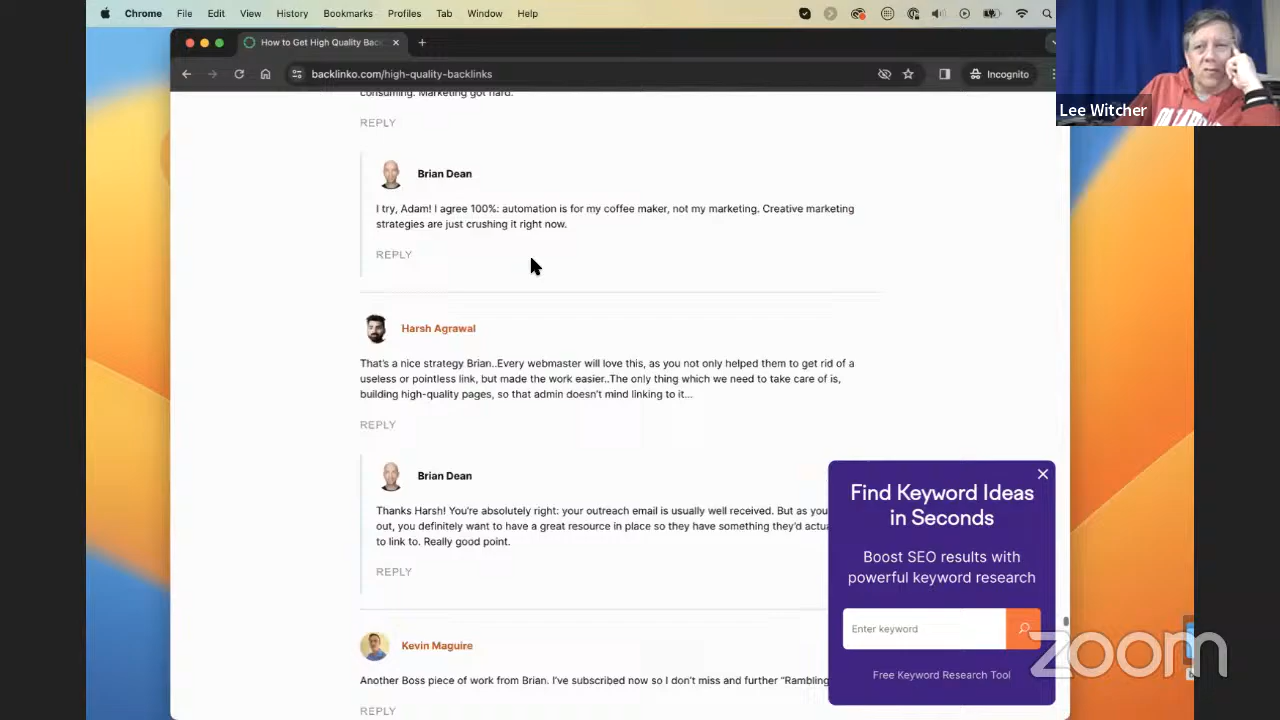 Chrome File Edit View History Bookmarks Profiles Tab Window Help
How to Get High Quality Bac
backlinko.com/high-quality-backlinks
Incognito
Lee Witcher
consuming. Marketing got hard.
REPLY
Brian Dean
I try, Adam! I agree 100%: automation is for my coffee maker, not my marketing. Creative marketing
strategies are just crushing it right now.
REPLY
Harsh Agrawal
That's a nice strategy Brian..Every webmaster will love this, as you not only helped them to get rid of a
useless or pointless link, but made the work easier..The only thing which we need to take care of is,
building high-quality pages, so that admin doesn't mind linking to it...
REPLY
Brian Dean
Thanks Harsh! You're absolutely right: your outreach email is usually well received. But as you
out, you definitely want to have a great resource in place so they have something they'd actua
to link to. Really good point.
REPLY
Kevin Maguire
Another Boss piece of work from Brian. I've subscribed now so I don't miss and further “Rambling
REPLY
Find Keyword Ideas
in Seconds
Boost SEO results with
powerful keyword research
Enter keyword
Free Keyword Research Tool
zoom